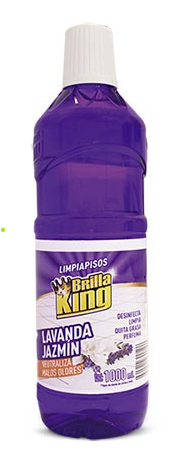 LIMPIAPISOS
Brilla
King
LAVANDA
JAZMÍN
NEUTRALIZA
MALOS OLORES
DESINFECTA
LIMPIA
QUITA GRASA
PERFUMA
1000 mL